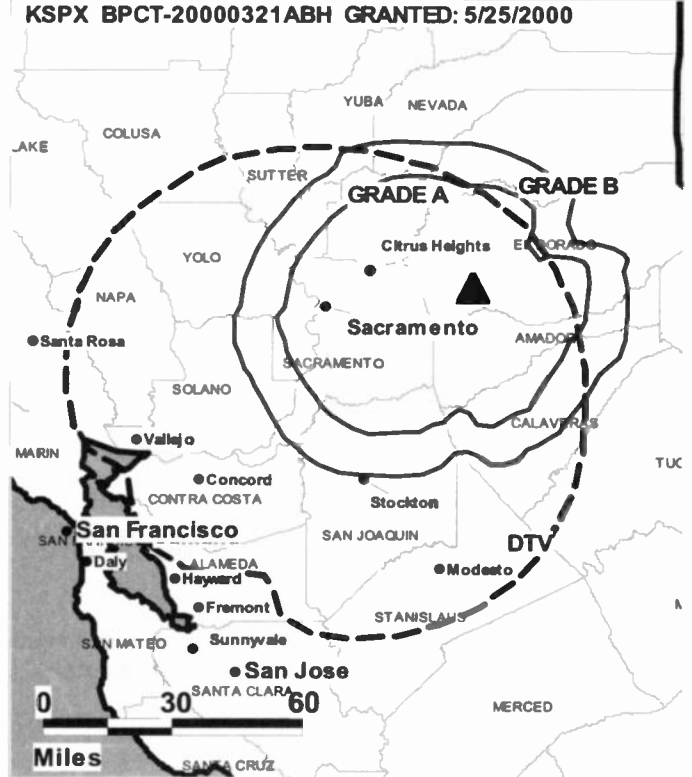 KSPX BPCT-20000321ABH GRANTED: 5/25/2000
YUBA
NEVADA
COLUSA
LAKE
SUTTER
GRADE A
GRADE B
Citrus Heights
EL DORADO
YOLO
NAPA
Santa Rosa
Sacramento
AMADOR
SACRAMENTO
SOLANO
CALAVERAS
Vallejo
MARIN
TUO
Concord
CONTRA COSTA
Stockton
San Francisco
SAN JOAQUIN
DTV
Daly
ALAMEDA
Hayward
Modesto
Fremont
STANISLAUS
SAN MATEO
Sunnyvale
San Jose
SANTA CLARA
0 30 60
MERCED
Miles
SANTA CRUZ